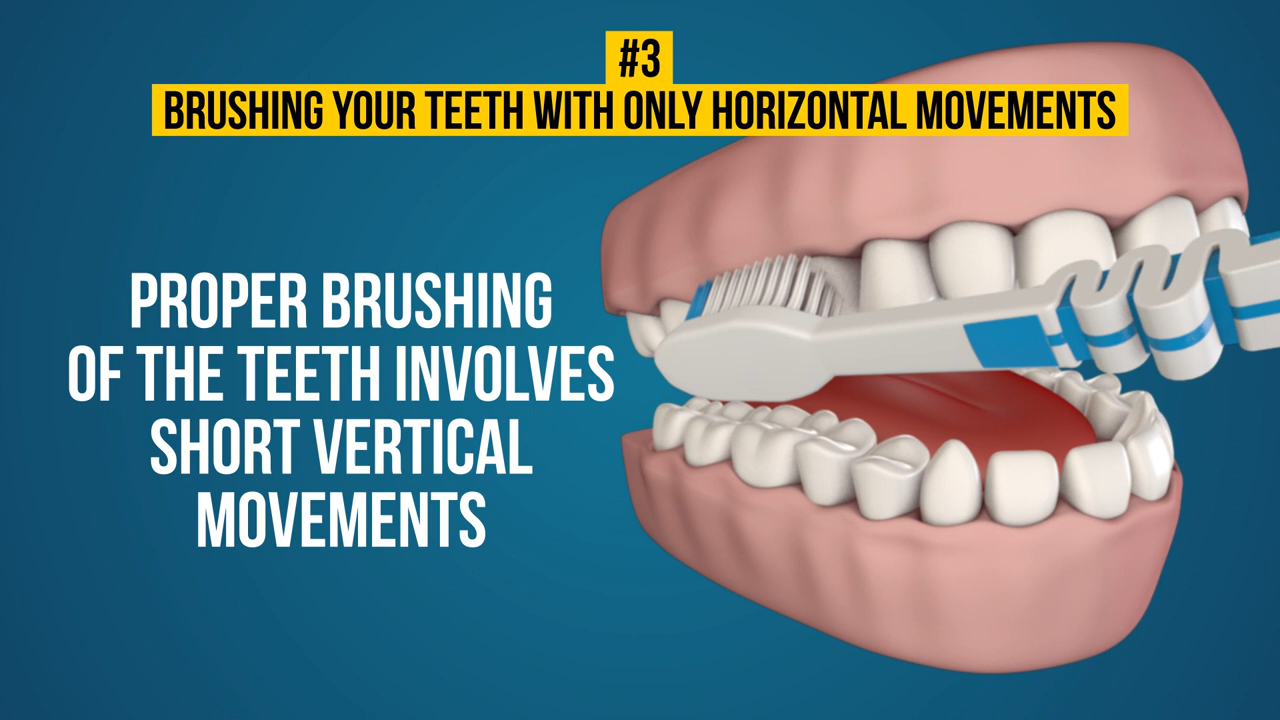 #3
BRUSHING YOUR TEETH WITH ONLY HORIZONTAL MOVEMENTS
PROPER BRUSHING
OF THE TEETH INVOLVES
SHORT VERTICAL
MOVEMENTS